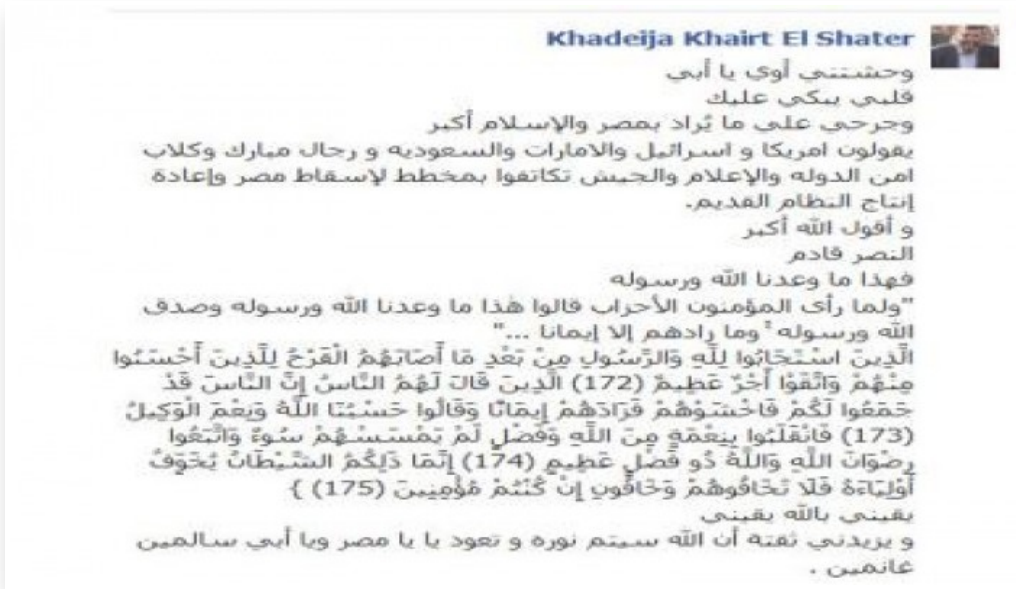 Khadeija Khairt El Shater
وحشتني أوي يا أبي
قلبي يبكي عليك
وجرحي على ما يُراد بمصر والإسلام أكبر
يقولون امريكا و اسرائيل والامارات والسعوديه و رجال مبارك وكلاب
امن الدوله والإعلام والجيش تكاتفوا بمخطط لإسقاط مصر وإعادة
إنتاج النظام القديم.
و أقول الله أكبر
النصر قادم
فهذا ما وعدنا الله ورسوله
"ولما رأى المؤمنون الأحزاب قالوا هٰذا ما وعدنا الله ورسوله وصدق
الله ورسوله ۚ وما زادهم إلا إيمانا ..."
الَّذِينَ اسْتَجَابُوا لِلَّهِ وَالرَّسُولِ مِنْ بَعْدِ مَا أَصَابَهُمُ الْقَرْحُ لِلَّذِينَ أَحْسَنُوا
مِنْهُمْ وَاتَّقَوْا أَجْرٌ عَظِيمٌ (172) الَّذِينَ قَالَ لَهُمُ النَّاسُ إِنَّ النَّاسَ قَدْ
جَمَعُوا لَكُمْ فَاخْشَوْهُمْ فَزَادَهُمْ إِيمَانًا وَقَالُوا حَسْبُنَا اللَّهُ وَنِعْمَ الْوَكِيلُ
(173) فَانْقَلَبُوا بِنِعْمَةٍ مِنَ اللَّهِ وَفَضْلٍ لَمْ يَمْسَسْهُمْ سُوءٌ وَاتَّبَعُوا
رِضْوَانَ اللَّهِ وَاللَّهُ ذُو فَضْلٍ عَظِيمٍ (174) إِنَّمَا ذَلِكُمُ الشَّيْطَانُ يُخَوِّفُ
أَوْلِيَاءَهُ فَلَا تَخَافُوهُمْ وَخَافُونِ إِنْ كُنْتُمْ مُؤْمِنِينَ (175) }
يقيني بالله يقيني
و يزيدني ثقته أن الله سيتم نوره و تعود يا يا مصر ويا أبي سالمين
غانمين .